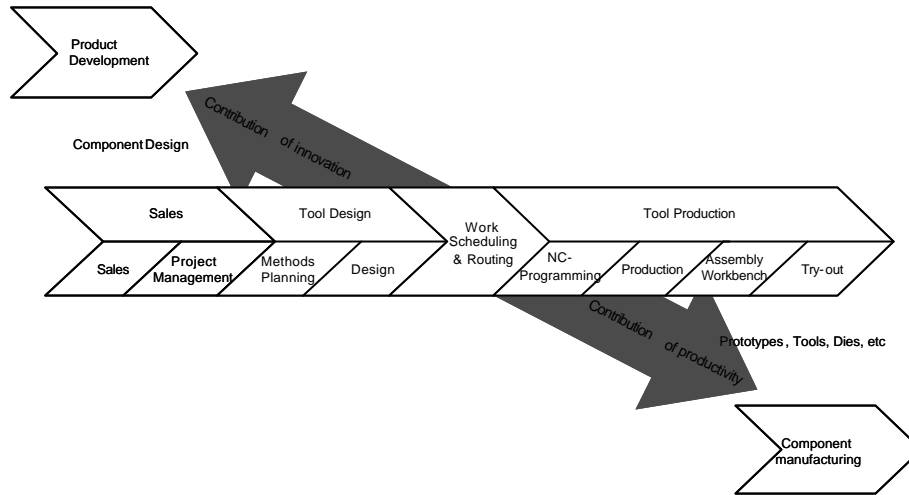 Product
Development
Contribution of innovation
Component Design
Sales
Tool Design
Work
Scheduling
& Routing
Tool Production
Sales
Project
Management
Methods
Planning
Design
NC-
Programming
Production
Assembly
Workbench
Try-out
Contribution of productivity
Prototypes, Tools, Dies, etc
Component
manufacturing